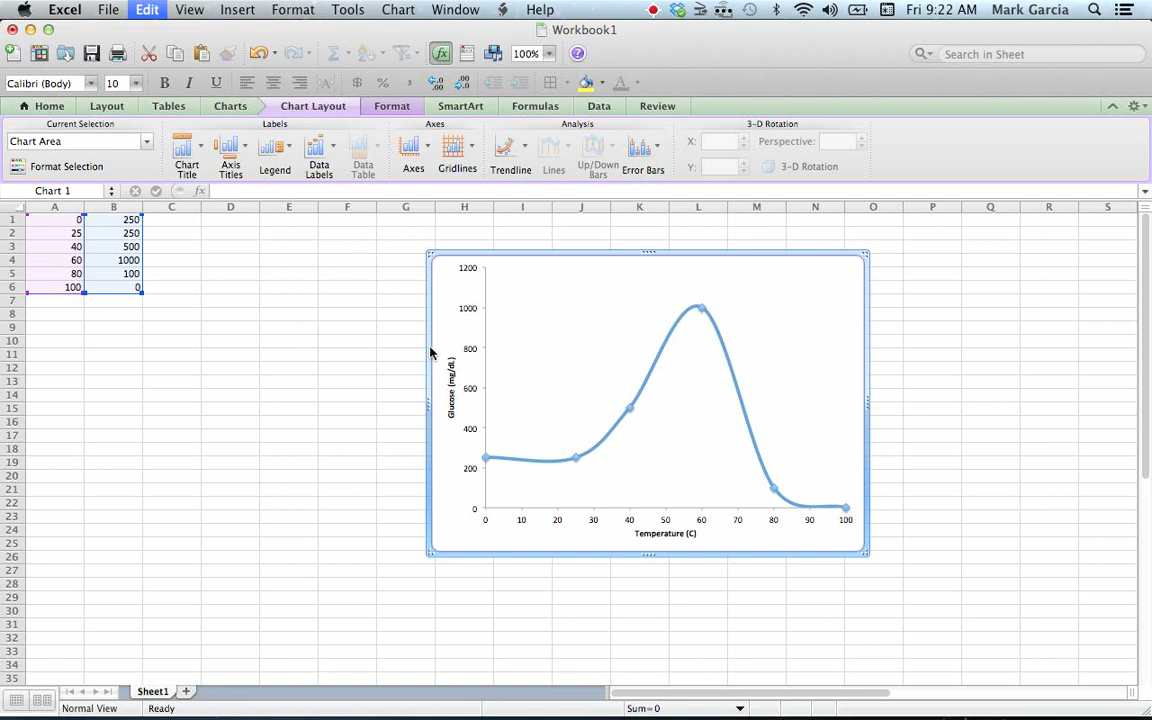 Excel File Edit View Insert Format Tools Chart Window Help Fri 9:22 AM Mark Garcia
Workbook1
100% Search in Sheet
Calibri (Body) 10 B I U $ % ,
Home Layout Tables Charts Chart Layout Format SmartArt Formulas Data Review
Current Selection Labels Axes Analysis 3-D Rotation
Chart Area X: Perspective:
Format Selection Chart Title Axis Titles Legend Data Labels Data Table Axes Gridlines Trendline Lines Up/Down Bars Error Bars Y: 3-D Rotation
Chart 1 fx
A B C D E F G H I J K L M N O P Q R S
1 0 250
2 25 250
3 40 500
4 60 1000
5 80 100
6 100 0
7
8
9
10
11
12
13
14
15
16
17
18
19
20
21
22
23
24
25
26
27
28
29
30
31
32
33
34
35
1200
1000
800
600
400
200
0
Glucose (mg/dL)
0 10 20 30 40 50 60 70 80 90 100
Temperature (C)
Sheet1
Normal View Ready Sum=0